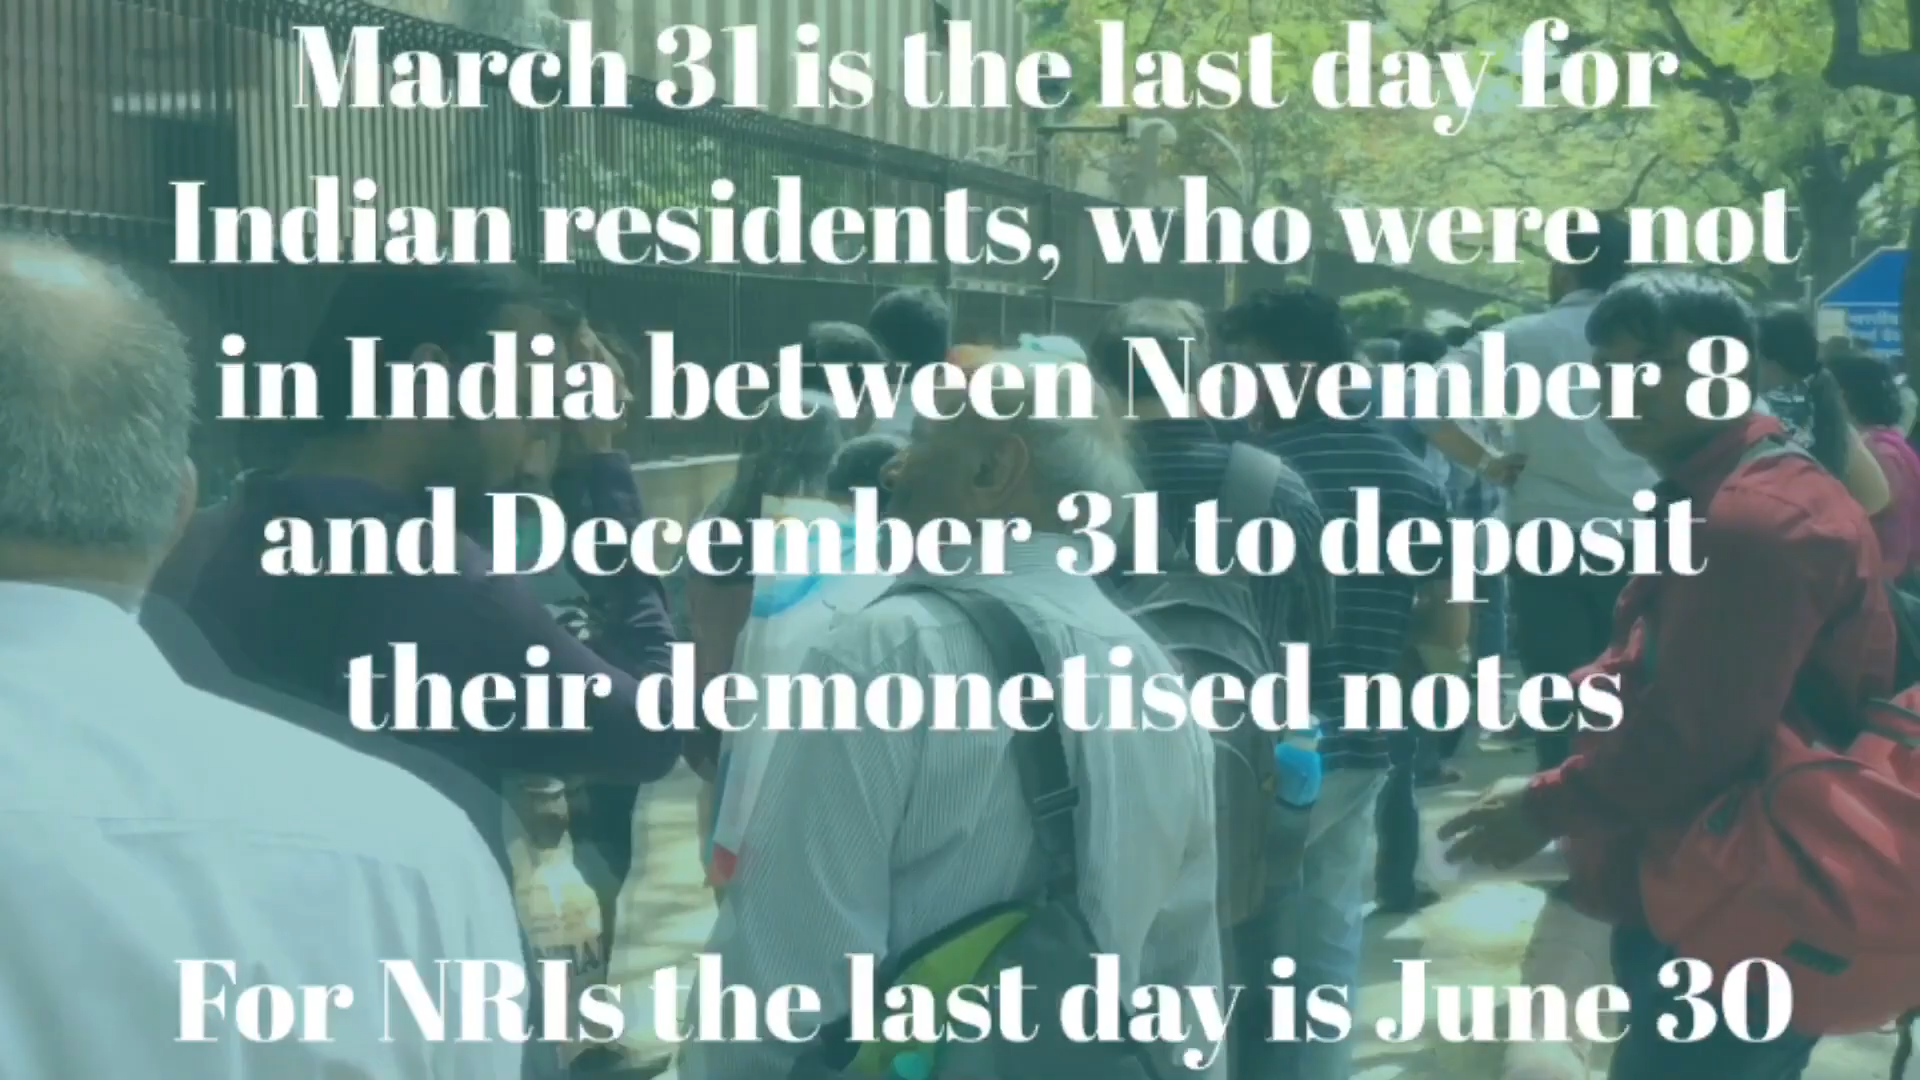 March 31 is the last day for
Indian residents, who were not
in India between November 8
and December 31 to deposit
their demonetised notes
For NRIs the last day is June 30